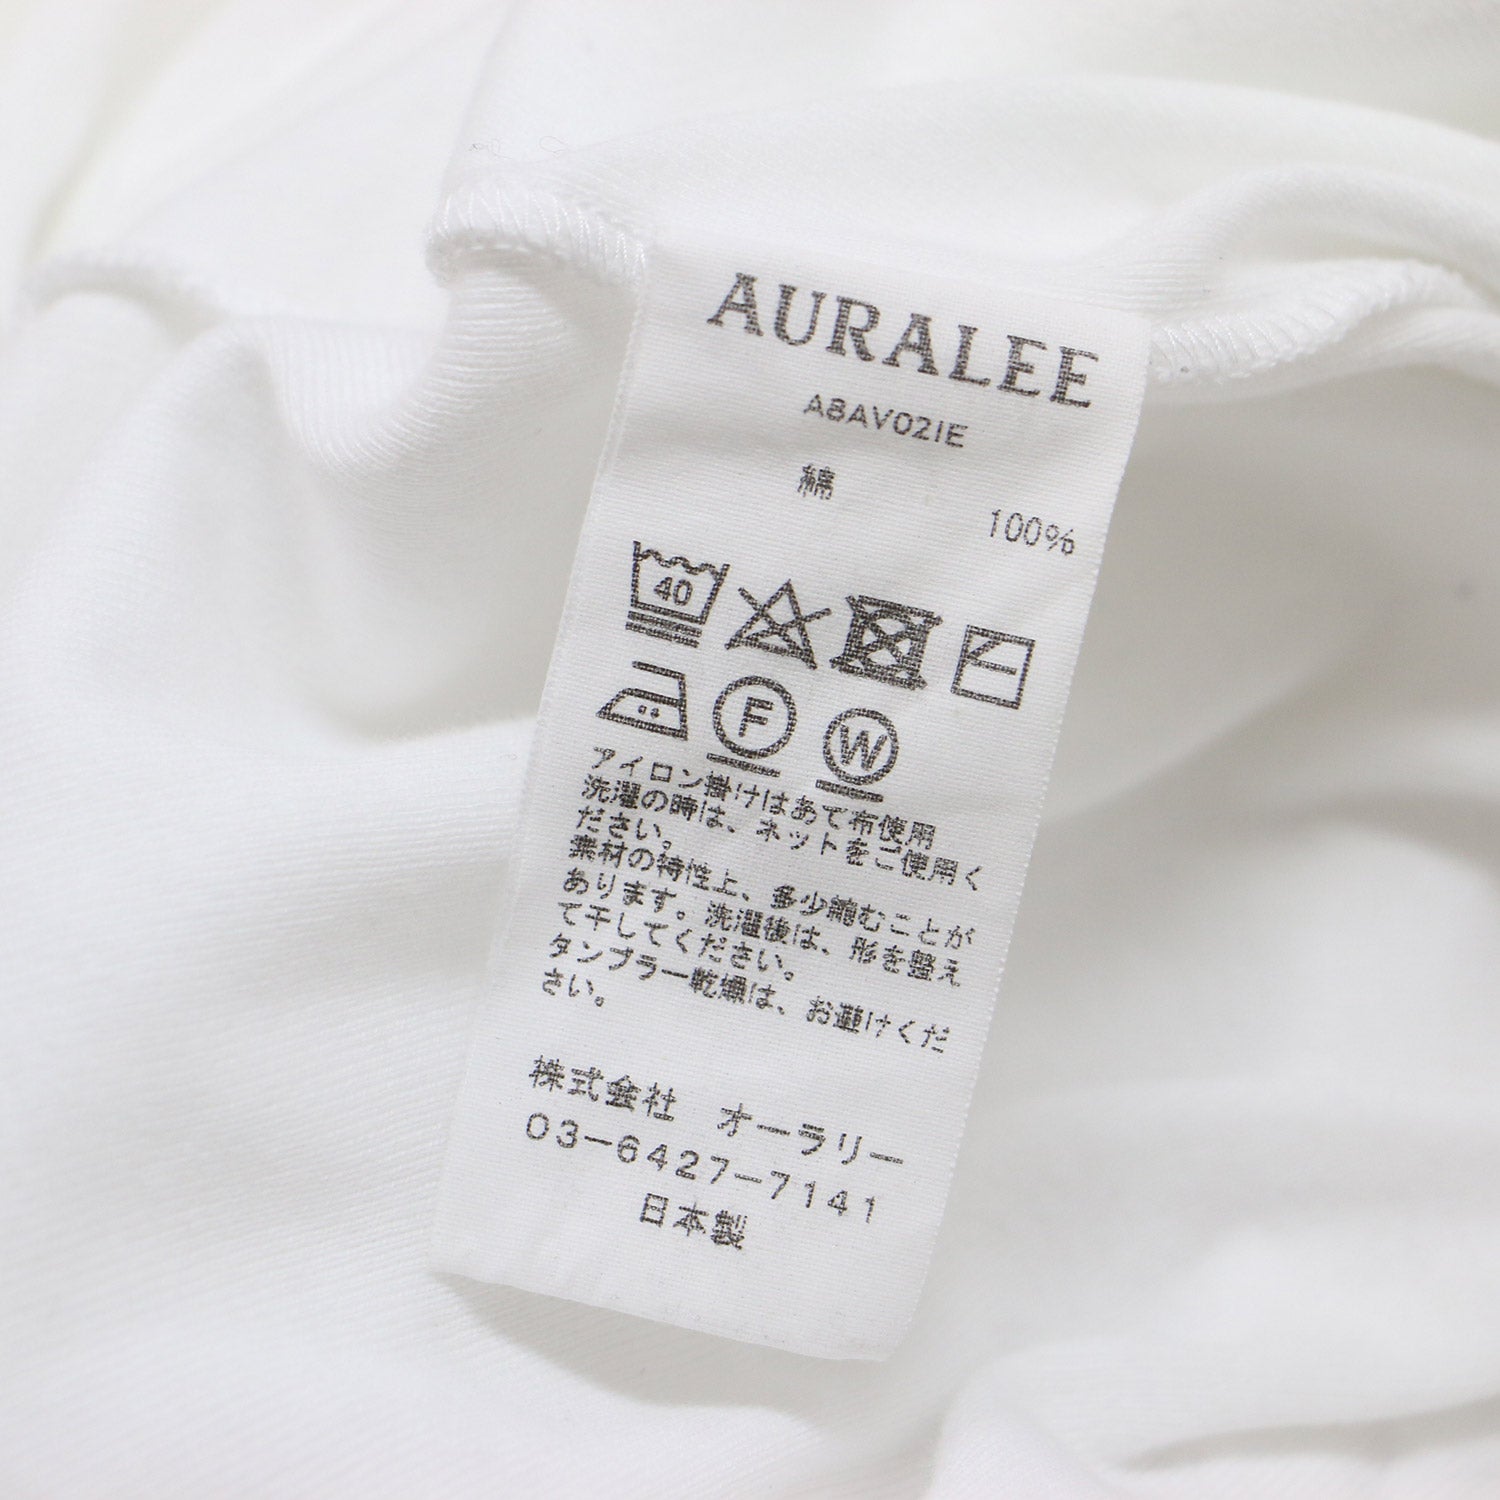 AURALEE
A8AV02IE
綿 100%
40
F W
アイロン掛けはあて布使用
洗濯の時は、ネットをご使用く
ださい。
素材の特性上、多少縮むことが
あります。洗濯後は、形を整え
て干してください。
タンブラー乾燥は、お避けくだ
さい。
株式会社 オーラリー
03-6427-7141
日本製